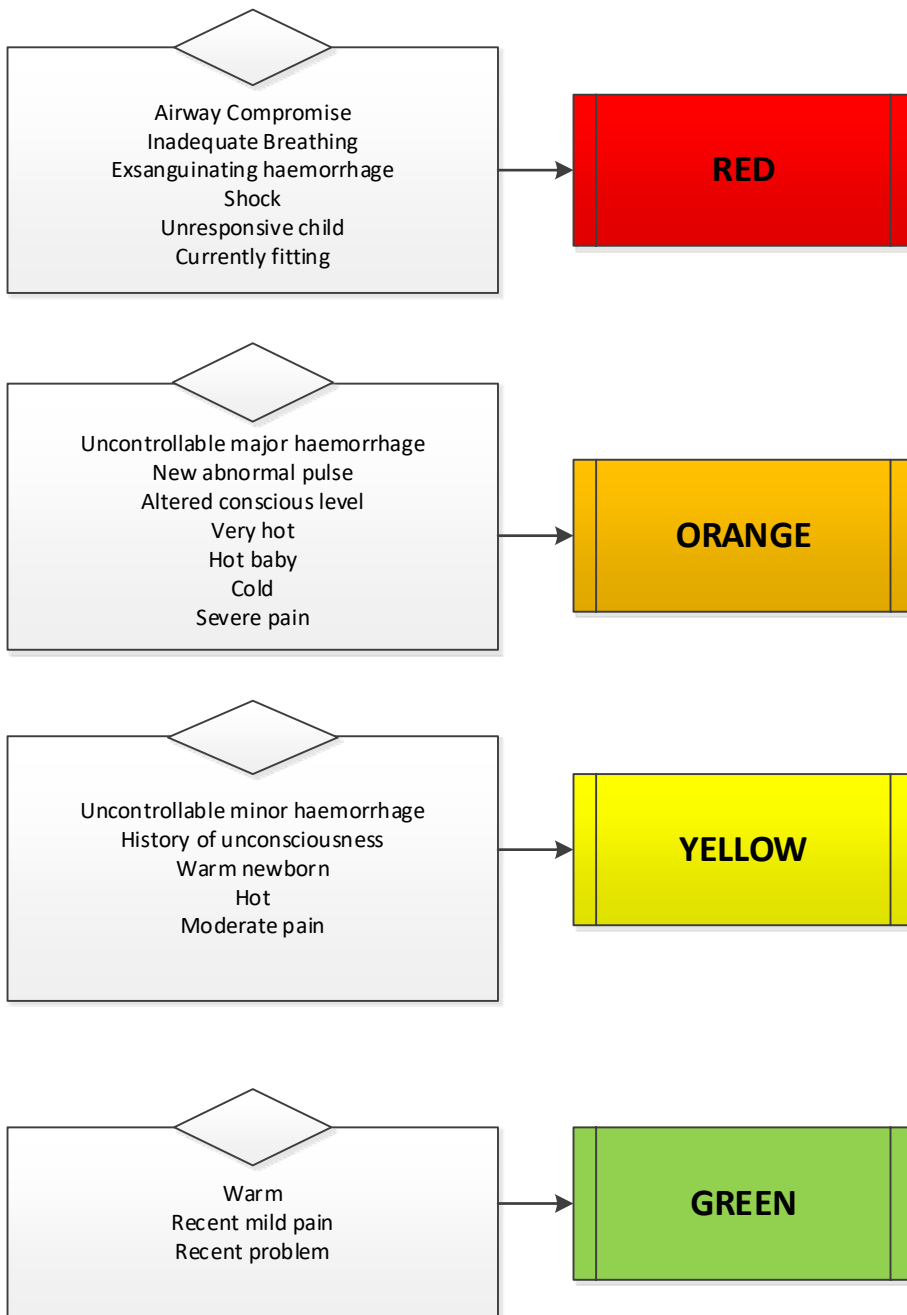 Airway Compromise
Inadequate Breathing
Exsanguinating haemorrhage
Shock
Unresponsive child
Currently fitting
RED
Uncontrollable major haemorrhage
New abnormal pulse
Altered conscious level
Very hot
Hot baby
Cold
Severe pain
ORANGE
Uncontrollable minor haemorrhage
History of unconsciousness
Warm newborn
Hot
Moderate pain
YELLOW
Warm
Recent mild pain
Recent problem
GREEN